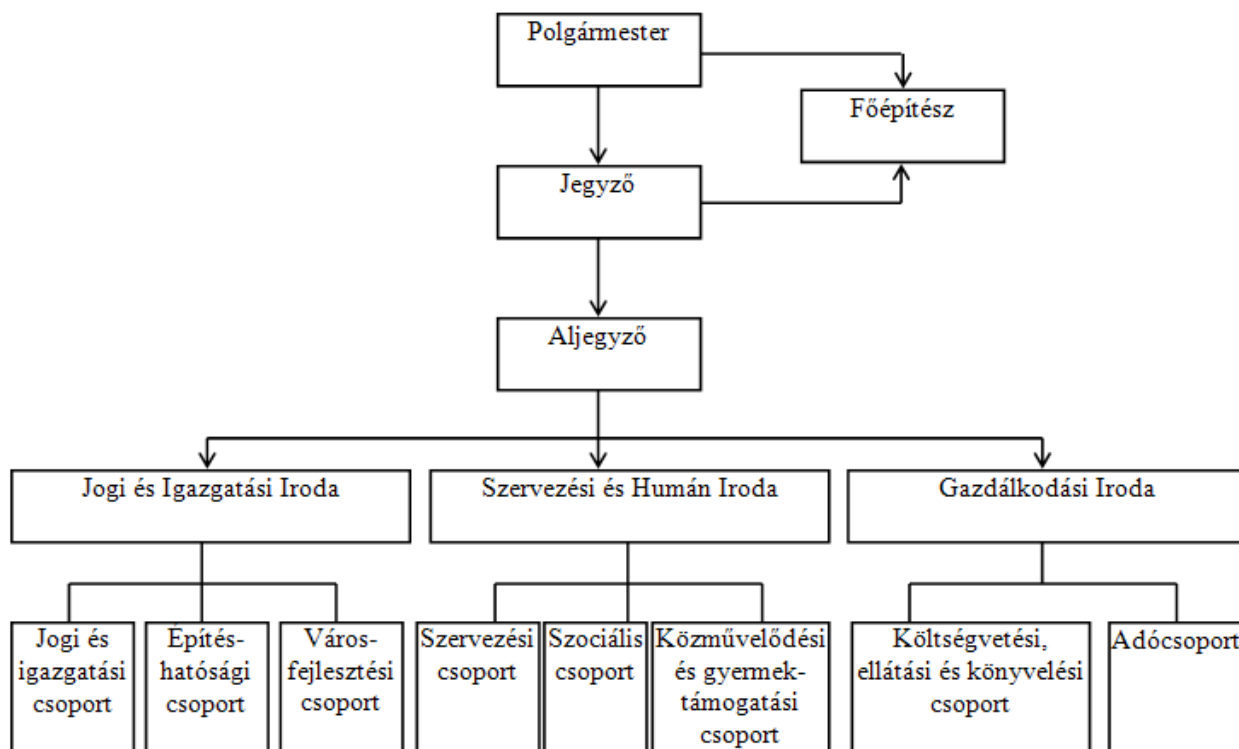 Polgármester
Főépítész
Jegyző
Aljegyző
Jogi és Igazgatási Iroda
Szervezési és Humán Iroda
Gazdálkodási Iroda
Jogi és
igazgatási
csoport
Építés-
hatósági
csoport
Város-
fejlesztési
csoport
Szervezési
csoport
Szociális
csoport
Közművelődési
és gyermek-
támogatási
csoport
Költségvetési,
ellátási és könyvelési
csoport
Adócsoport